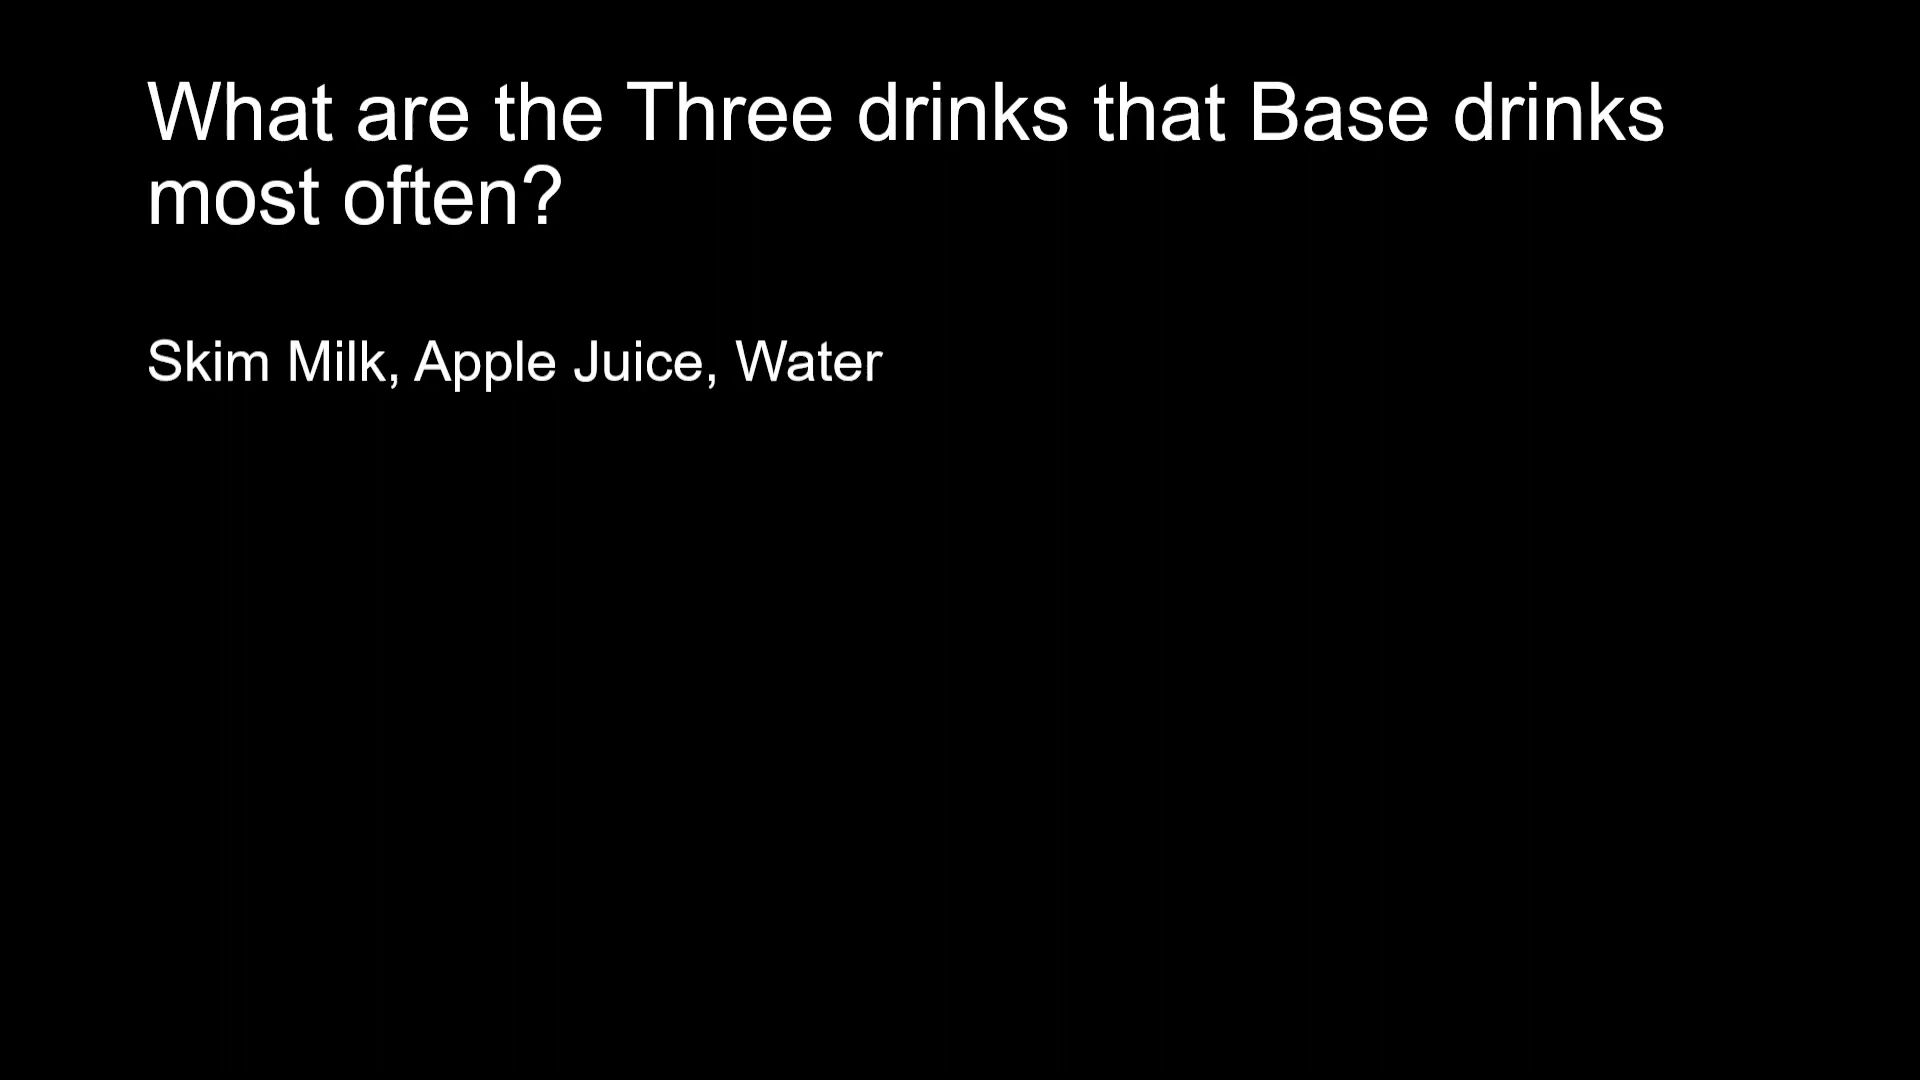 What are the Three drinks that Base drinks
most often?
Skim Milk, Apple Juice, Water